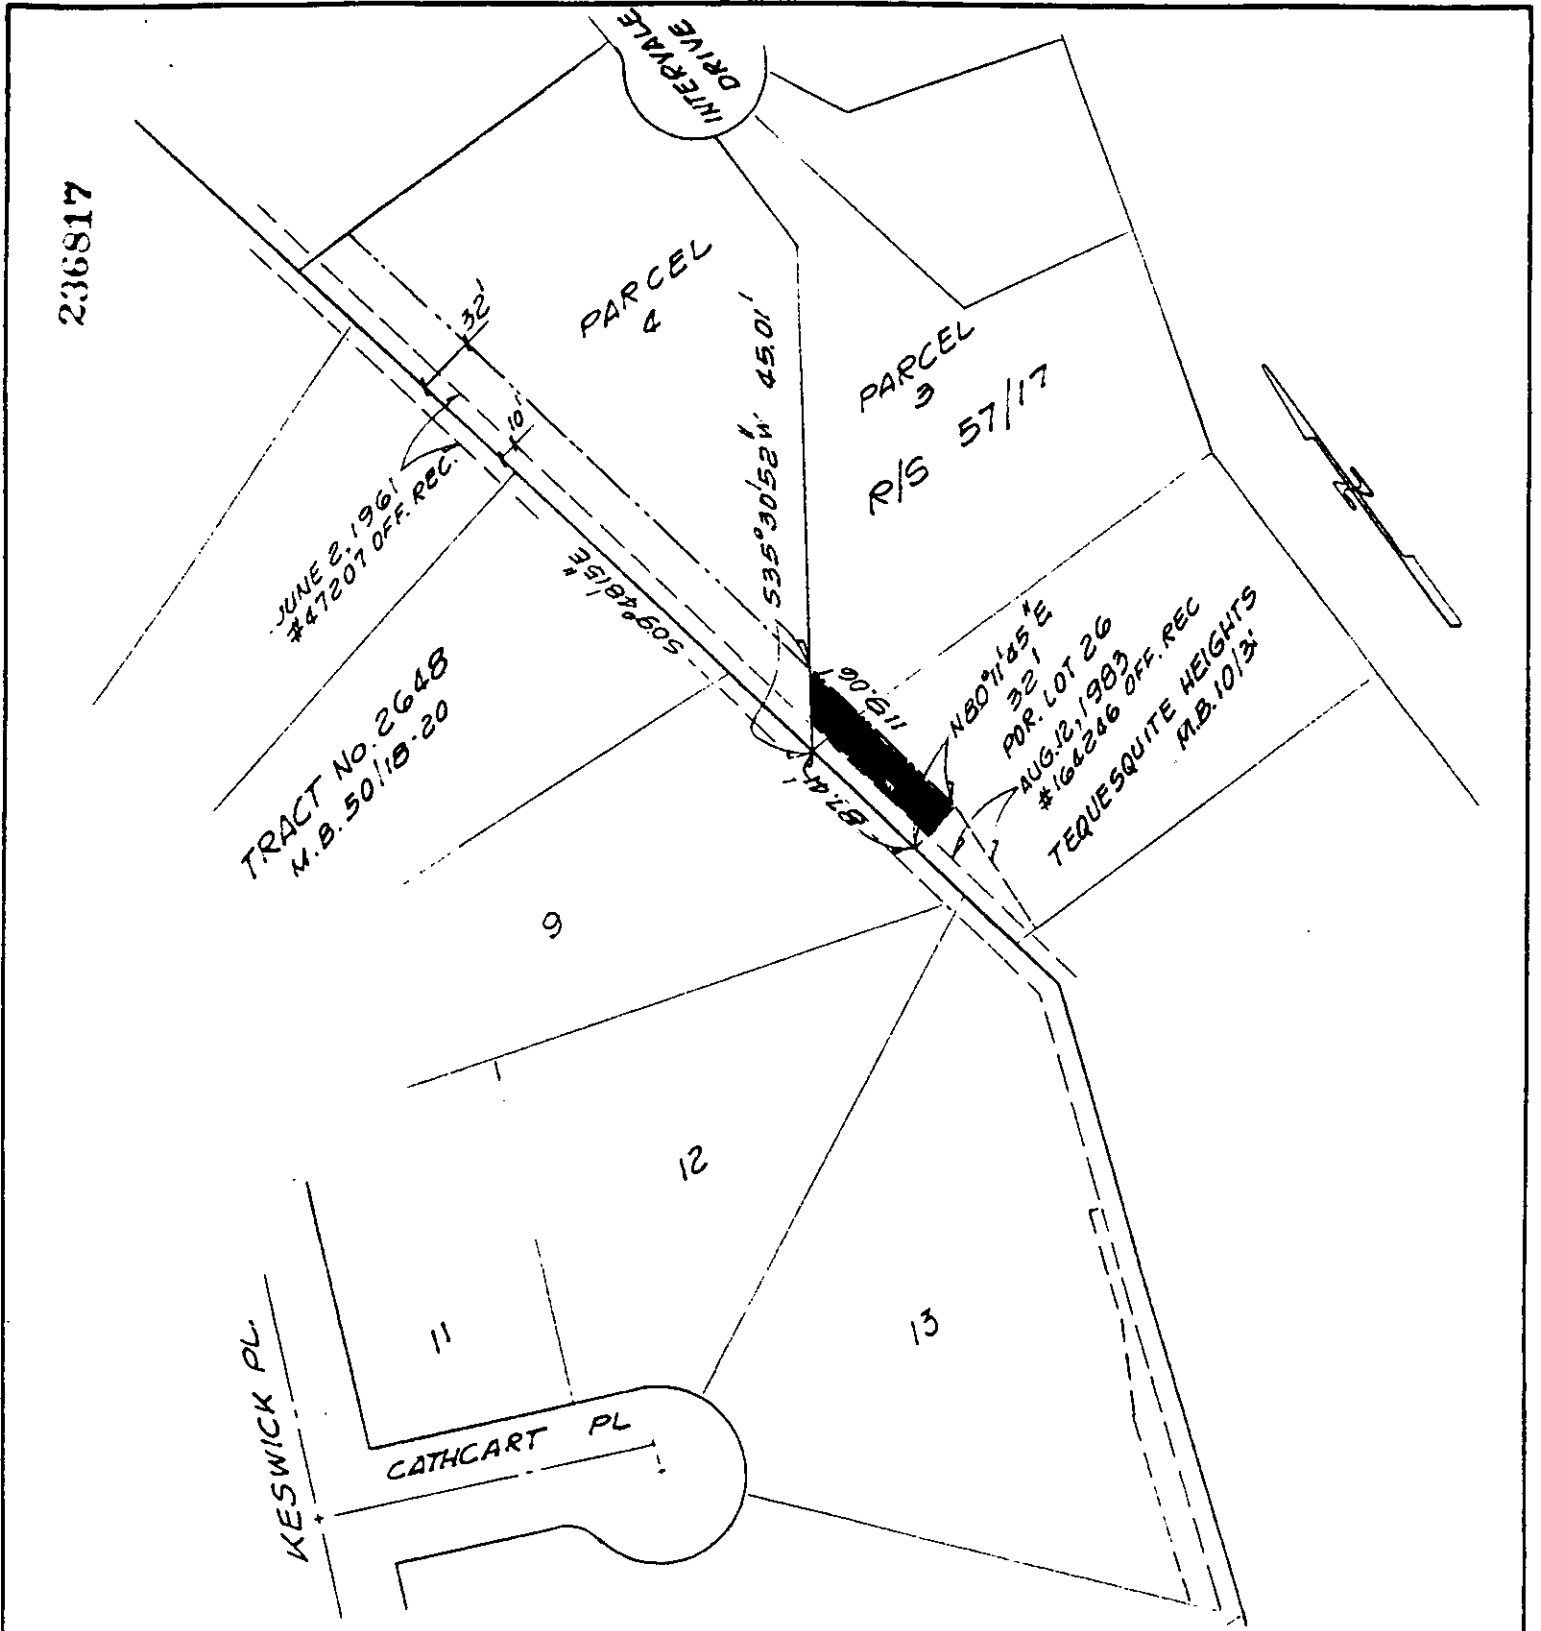 236817
INTERVALE
DRIVE
PARCEL
4
32'
10'
JUNE 2, 1961
#47207 OFF. REC.
S35°30'52"W 45.01'
PARCEL
3
R/S 57/17
S09°48'15"E
TRACT No. 2648
M.B. 50/18-20
119.06'
87.41'
N80°11'45"E
32'
POR. LOT 26
AUG. 12, 1983
#164246 OFF. REC
TEQUESQUITE HEIGHTS
M.B. 10/31
9
12
11
13
KESWICK PL.
CATHCART PL